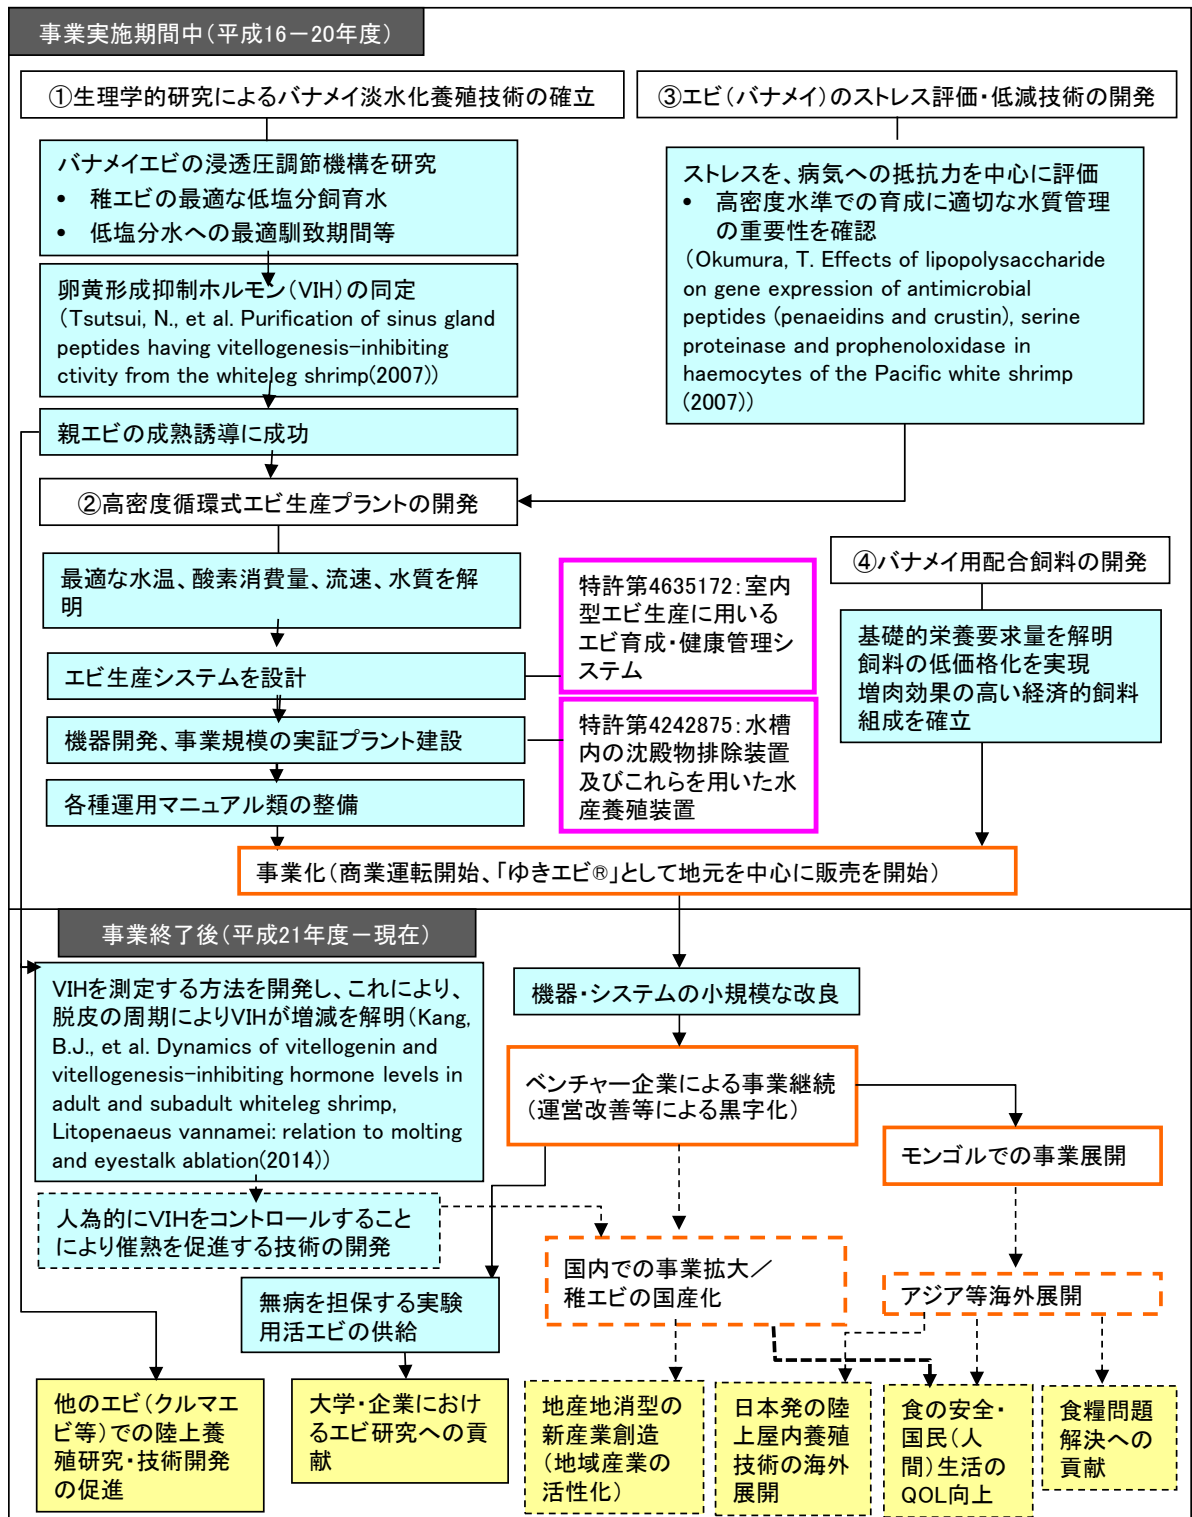 事業実施期間中（平成16－20年度）
①生理学的研究によるバナメイ淡水化養殖技術の確立
バナメイエビの浸透圧調節機構を研究
• 稚エビの最適な低塩分飼育水
• 低塩分水への最適馴致期間等
卵黄形成抑制ホルモン（VIH）の同定
（Tsutsui, N., et al. Purification of sinus gland
peptides having vitellogenesis-inhibiting
ctivity from the whiteleg shrimp(2007)）
親エビの成熟誘導に成功
③エビ（バナメイ）のストレス評価・低減技術の開発
ストレスを、病気への抵抗力を中心に評価
• 高密度水準での育成に適切な水質管理
の重要性を確認
（Okumura, T. Effects of lipopolysaccharide
on gene expression of antimicrobial
peptides (penaeidins and crustin), serine
proteinase and prophenoloxidase in
haemocytes of the Pacific white shrimp
(2007)）
②高密度循環式エビ生産プラントの開発
最適な水温、酸素消費量、流速、水質を解
明
エビ生産システムを設計
機器開発、事業規模の実証プラント建設
各種運用マニュアル類の整備
特許第4635172：室内
型エビ生産に用いる
エビ育成・健康管理シ
ステム
特許第4242875：水槽
内の沈殿物排除装置
及びこれらを用いた水
産養殖装置
④バナメイ用配合飼料の開発
基礎的栄養要求量を解明
飼料の低価格化を実現
増肉効果の高い経済的飼料
組成を確立
事業化（商業運転開始、「ゆきエビ®」として地元を中心に販売を開始）
事業終了後（平成21年度－現在）
VIHを測定する方法を開発し、これにより、
脱皮の周期によりVIHが増減を解明（Kang,
B.J., et al. Dynamics of vitellogenin and
vitellogenesis-inhibiting hormone levels in
adult and subadult whiteleg shrimp,
Litopenaeus vannamei: relation to molting
and eyestalk ablation(2014)）
人為的にVIHをコントロールすること
により催熟を促進する技術の開発
機器・システムの小規模な改良
ベンチャー企業による事業継続
（運営改善等による黒字化）
モンゴルでの事業展開
国内での事業拡大／
稚エビの国産化
アジア等海外展開
無病を担保する実験
用活エビの供給
他のエビ（クルマエ
ビ等）での陸上養
殖研究・技術開発
の促進
大学・企業におけ
るエビ研究への貢
献
地産地消型の
新産業創造
（地域産業の
活性化）
日本発の陸
上屋内養殖
技術の海外
展開
食の安全・
国民（人
間）生活の
QOL向上
食糧問題
解決への
貢献